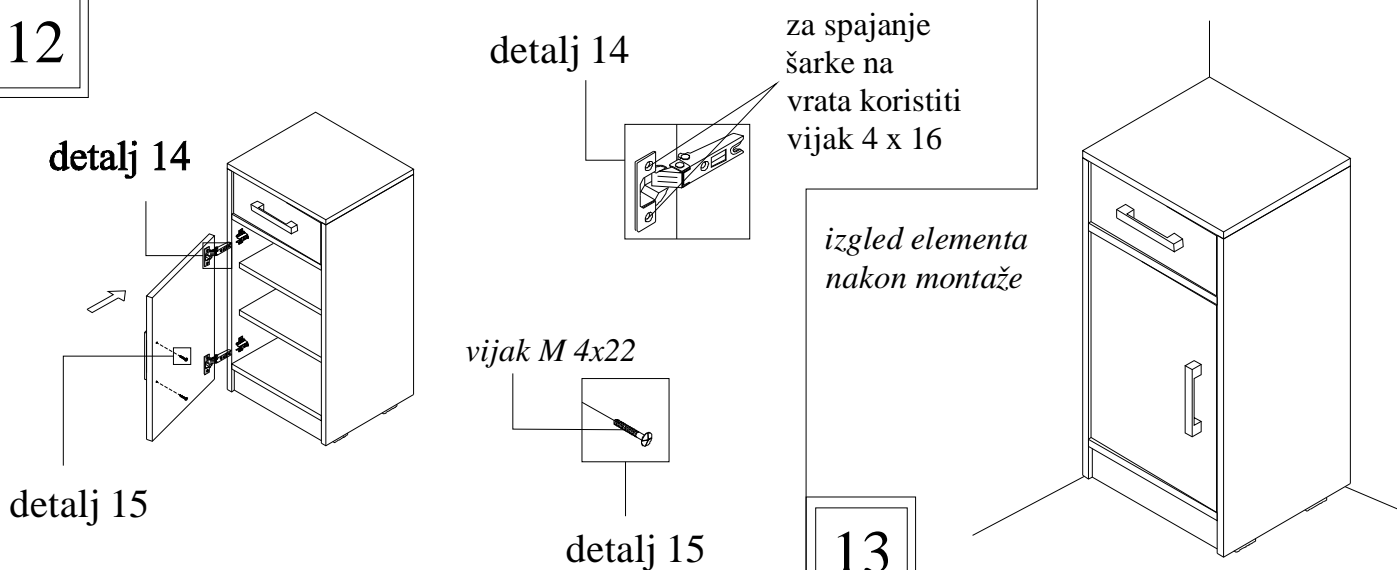 12
detalj 14
detalj 15
detalj 14
za spajanje
šarke na
vrata koristiti
vijak 4 x 16
vijak M 4x22
detalj 15
izgled elementa
nakon montaže
13